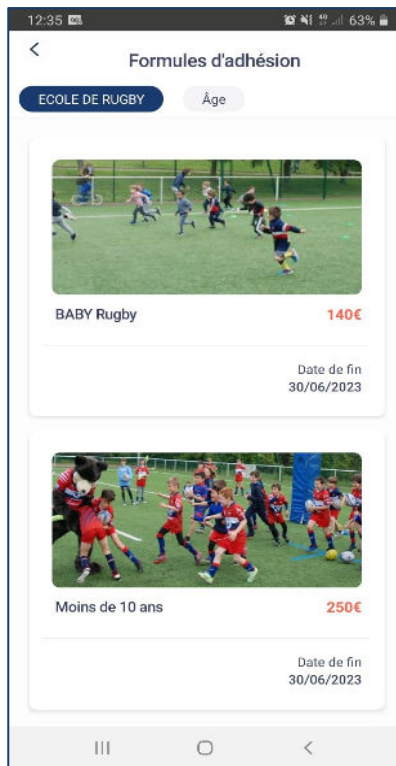 12:35
63%
Formules d'adhésion
ECOLE DE RUGBY
Âge
BABY Rugby
140€
Date de fin
30/06/2023
Moins de 10 ans
250€
Date de fin
30/06/2023